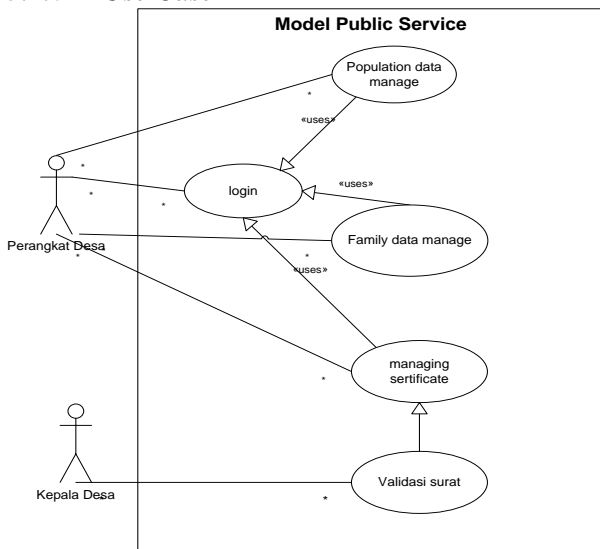 Model Public Service
Population data
manage
*
«uses»
*
*
*
login
«uses»
Perangkat Desa
*
*
Family data manage
«uses»
managing
sertificate
*
Kepala Desa
*
Validasi surat
*